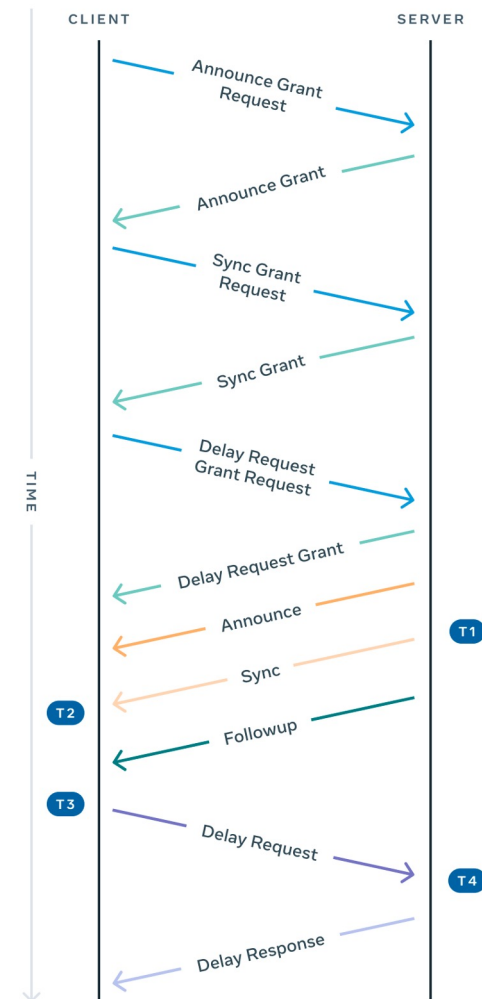 CLIENT
SERVER
Announce Grant
Request
Announce Grant
Sync Grant
Request
Sync Grant
Delay Request
Grant Request
TIME
Delay Request Grant
Announce
T1
Sync
T2
Followup
T3
Delay Request
T4
Delay Response